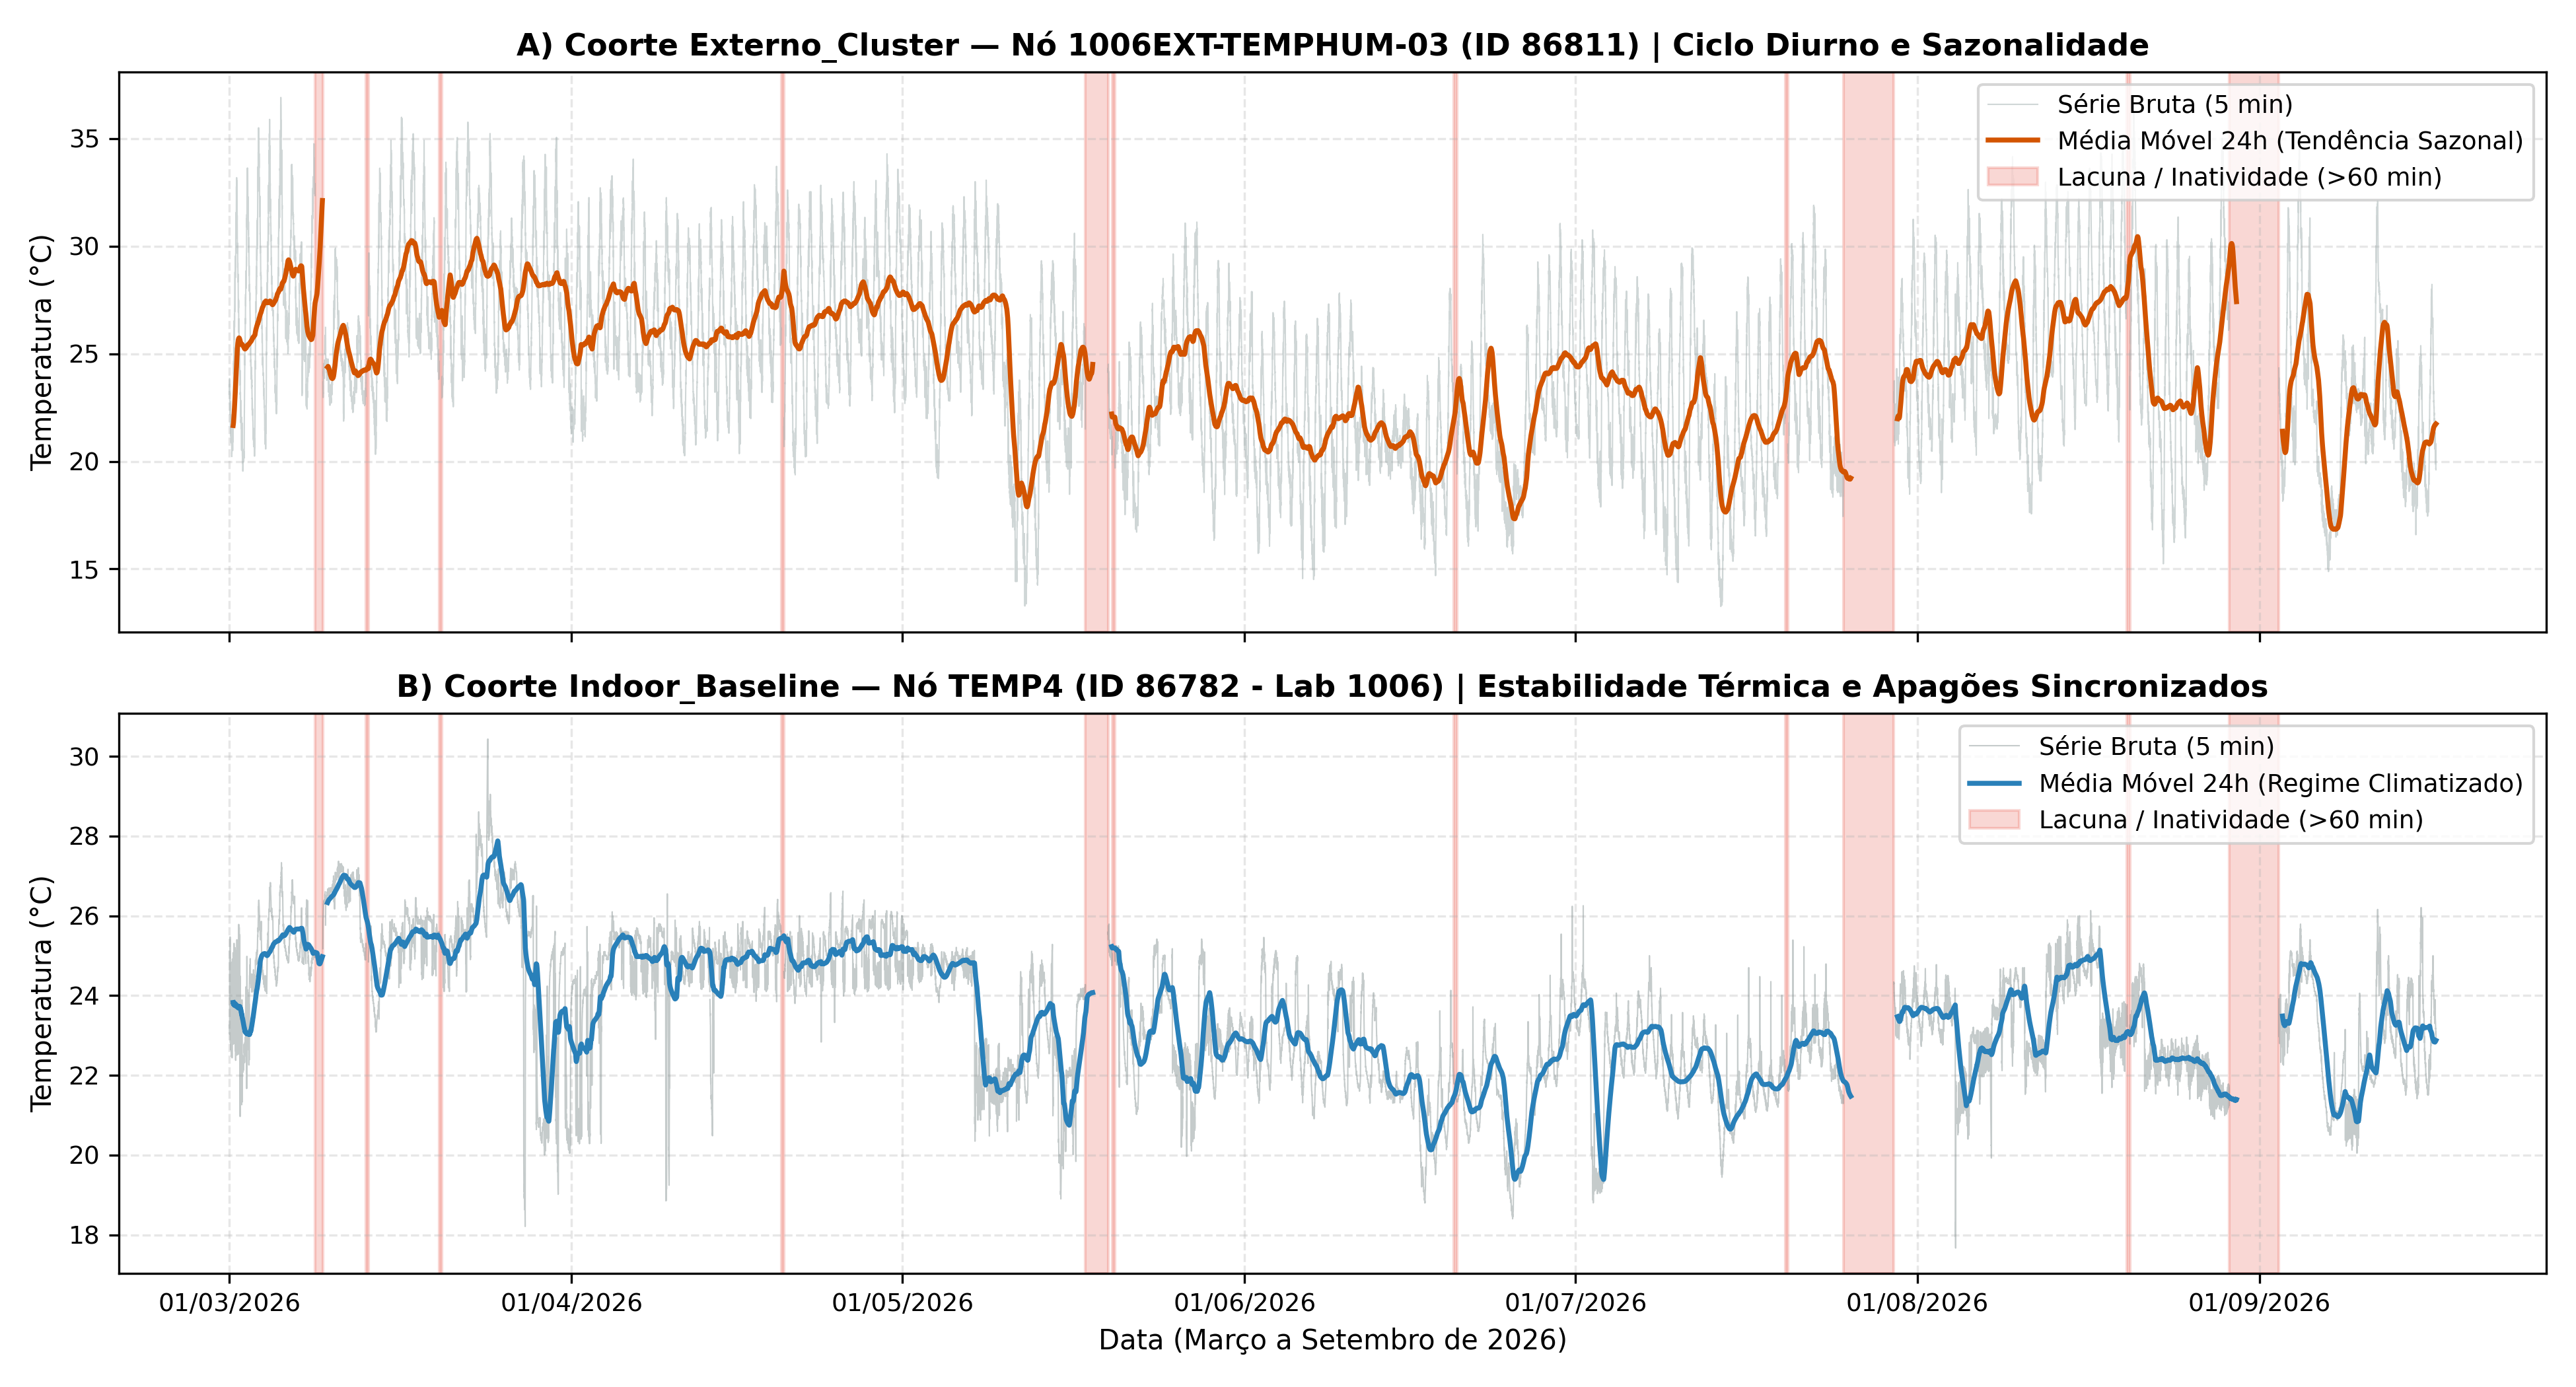 A) Coorte Externo_Cluster — Nó 1006EXT-TEMPHUM-03 (ID 86811) | Ciclo Diurno e Sazonalidade
Série Bruta (5 min)
Média Móvel 24h (Tendência Sazonal)
Lacuna / Inatividade (>60 min)
Temperatura (°C)
35
30
25
20
15
B) Coorte Indoor_Baseline — Nó TEMP4 (ID 86782 - Lab 1006) | Estabilidade Térmica e Apagões Sincronizados
Série Bruta (5 min)
Média Móvel 24h (Regime Climatizado)
Lacuna / Inatividade (>60 min)
Temperatura (°C)
30
28
26
24
22
20
18
01/03/2026 01/04/2026 01/05/2026 01/06/2026 01/07/2026 01/08/2026 01/09/2026
Data (Março a Setembro de 2026)